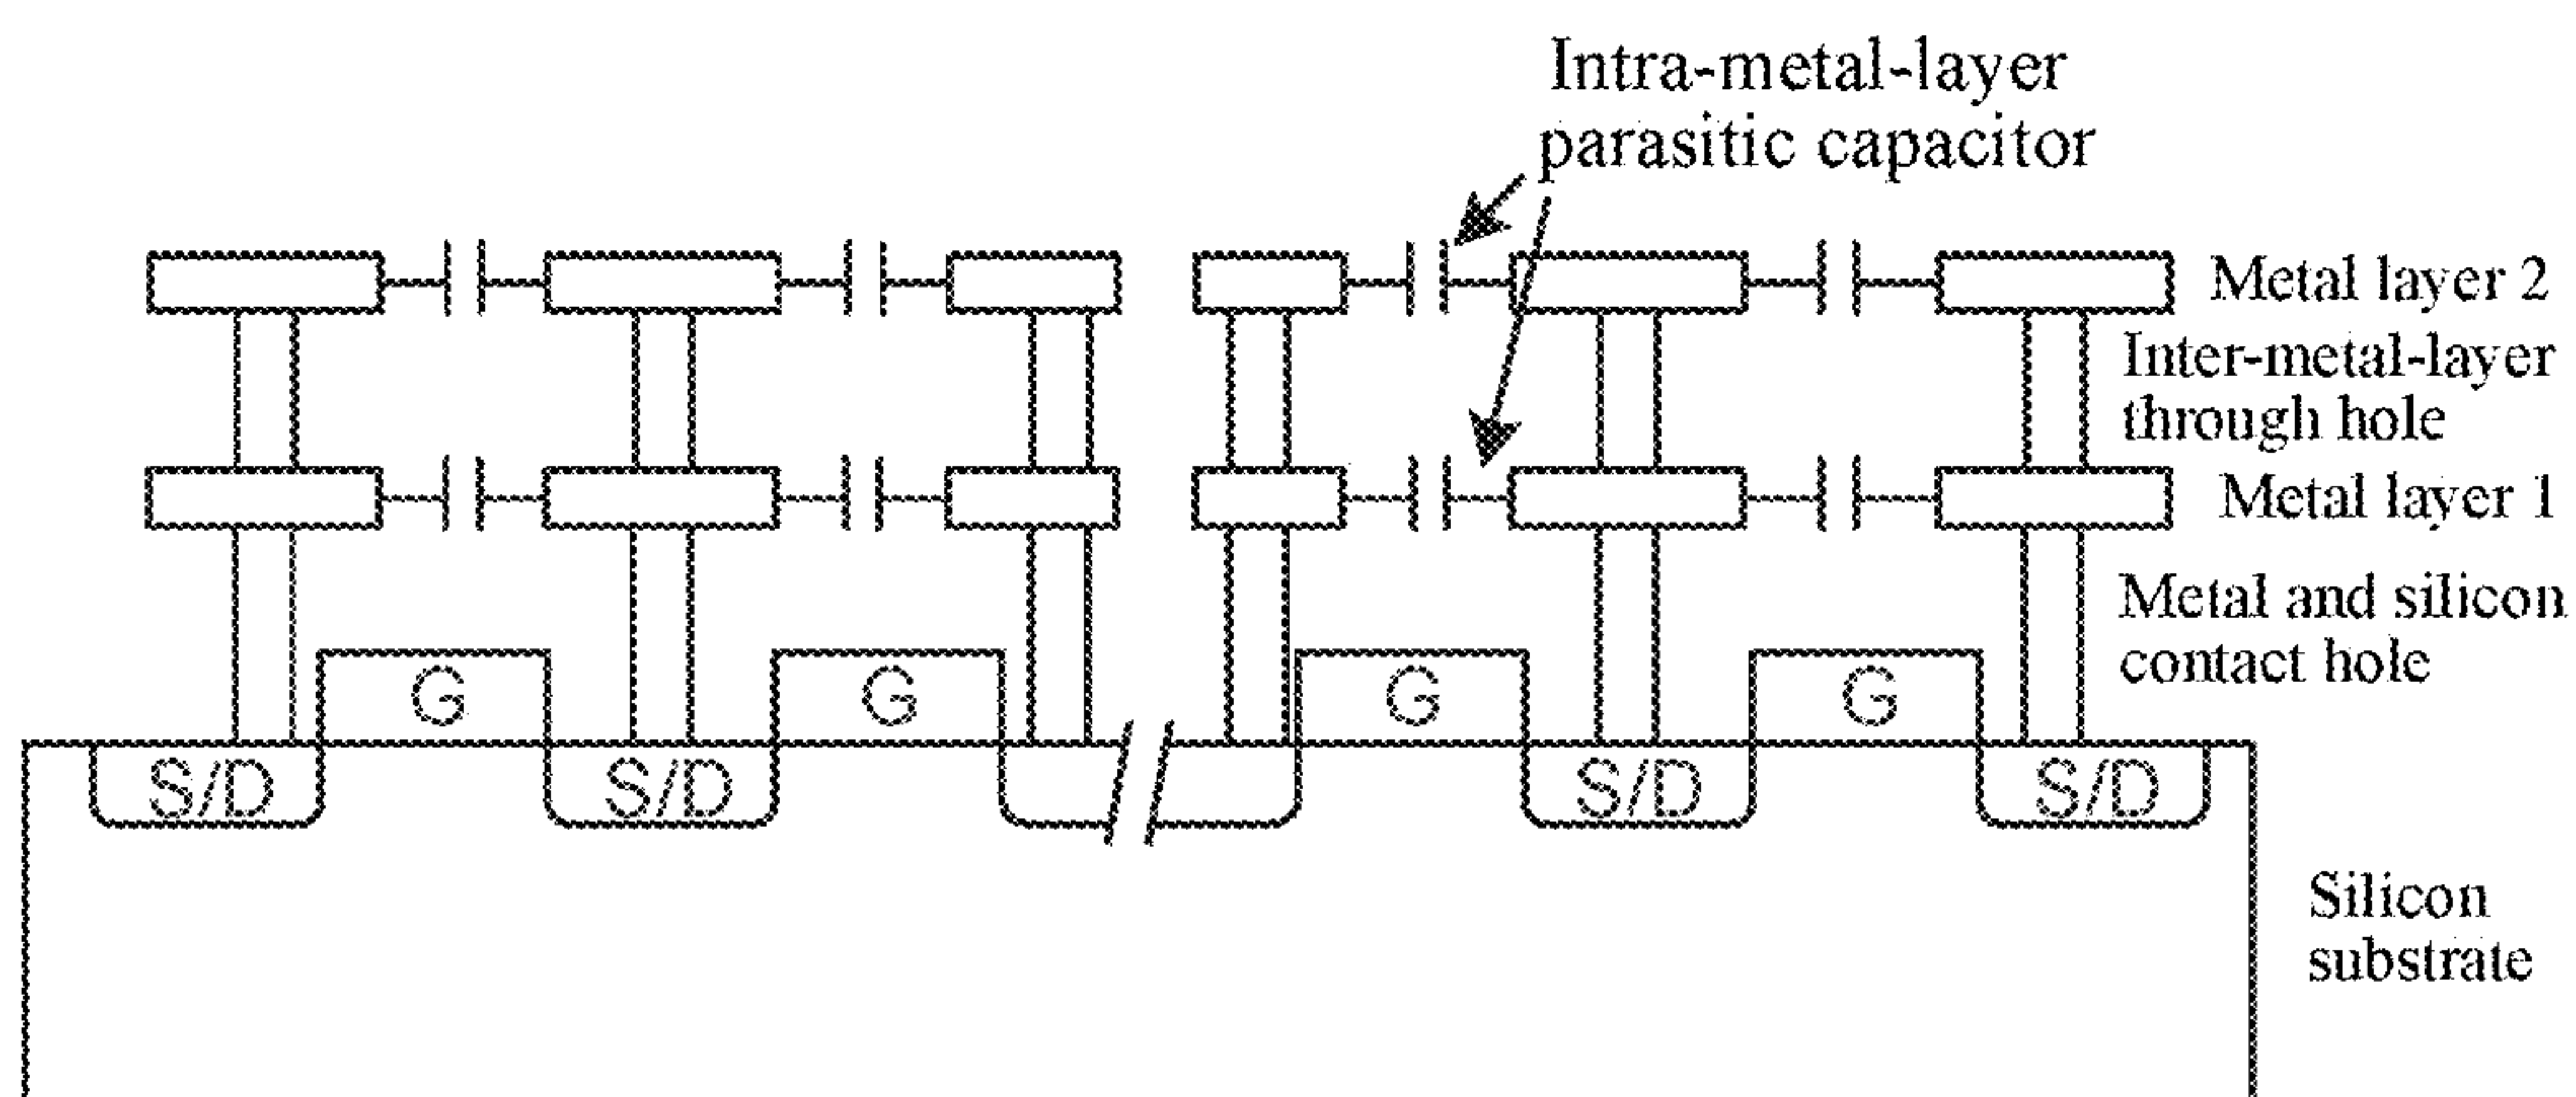 Intra-metal-layer
parasitic capacitor
Metal layer 2
Inter-metal-layer
through hole
Metal layer 1
Metal and silicon
contact hole
G
G
G
G
S/D
S/D
S/D
S/D
Silicon
substrate